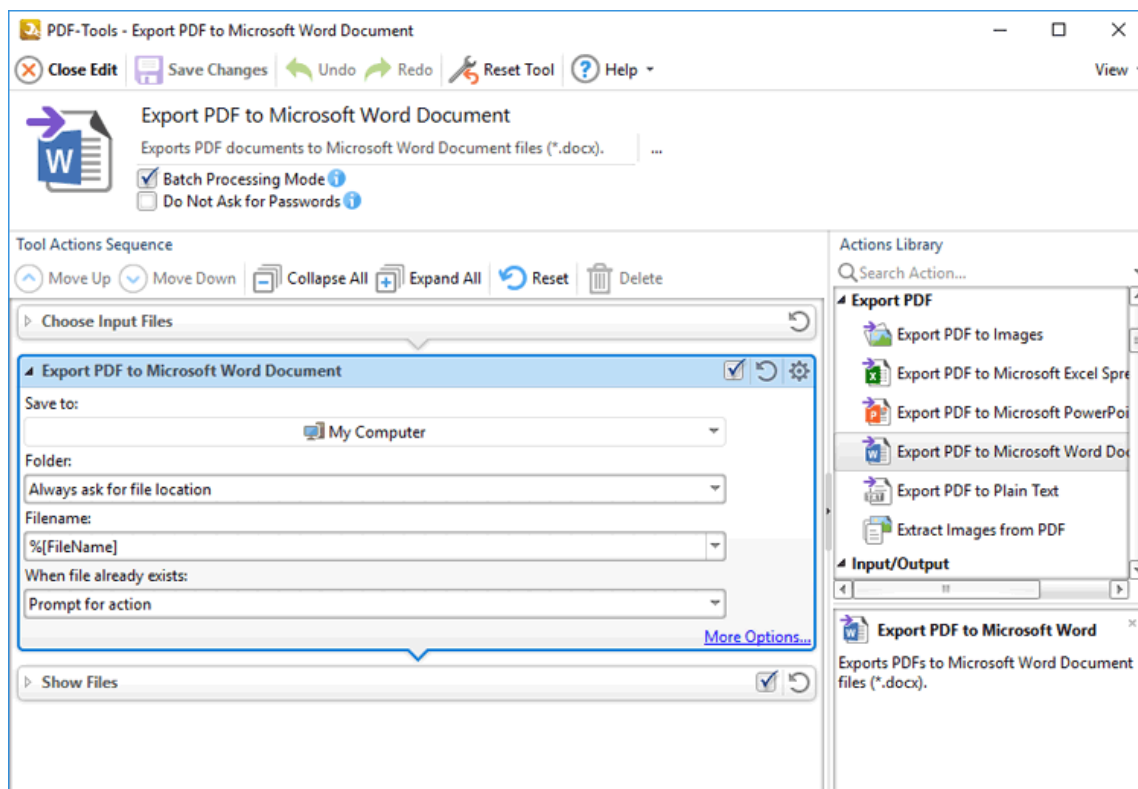 PDF-Tools - Export PDF to Microsoft Word Document
Close Edit Save Changes Undo Redo Reset Tool Help View
Export PDF to Microsoft Word Document
Exports PDF documents to Microsoft Word Document files (*.docx). ...
Batch Processing Mode
Do Not Ask for Passwords
Tool Actions Sequence
Move Up Move Down Collapse All Expand All Reset Delete
Choose Input Files
Export PDF to Microsoft Word Document
Save to:
My Computer
Folder:
Always ask for file location
Filename:
%[FileName]
When file already exists:
Prompt for action
More Options...
Show Files
Actions Library
Search Action...
Export PDF
Export PDF to Images
Export PDF to Microsoft Excel Spre
Export PDF to Microsoft PowerPoi
Export PDF to Microsoft Word Doc
Export PDF to Plain Text
Extract Images from PDF
Input/Output
Export PDF to Microsoft Word
Exports PDFs to Microsoft Word Document
files (*.docx).